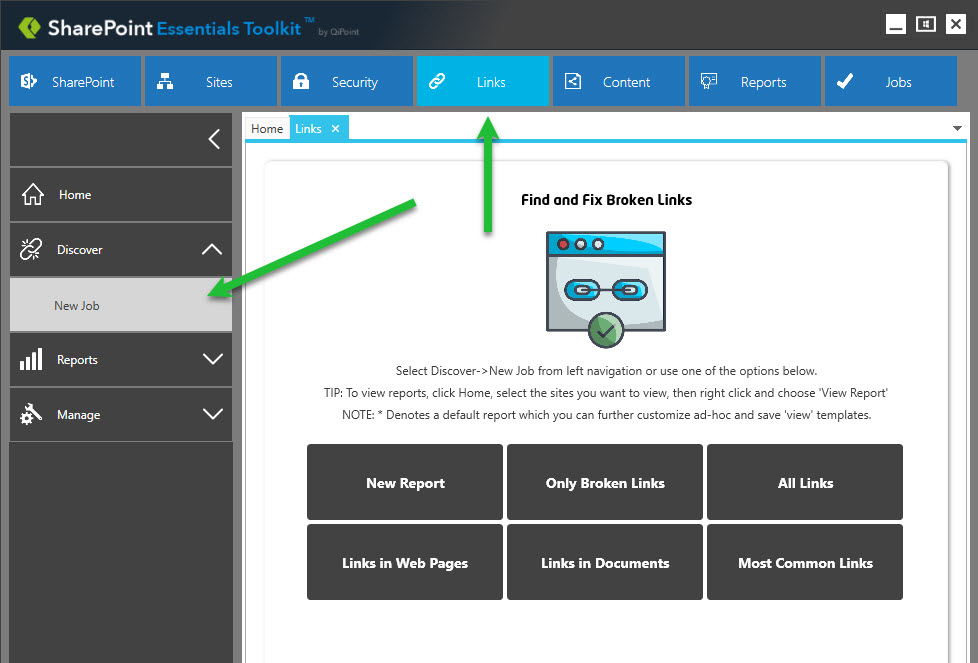 SharePoint Essentials Toolkit™ by QiPoint
SharePoint
Sites
Security
Links
Content
Reports
Jobs
Home
Discover
New Job
Reports
Manage
Home
Links
Find and Fix Broken Links
Select Discover->New Job from left navigation or use one of the options below.
TIP: To view reports, click Home, select the sites you want to view, then right click and choose 'View Report'
NOTE: * Denotes a default report which you can further customize ad-hoc and save 'view' templates.
New Report
Only Broken Links
All Links
Links in Web Pages
Links in Documents
Most Common Links